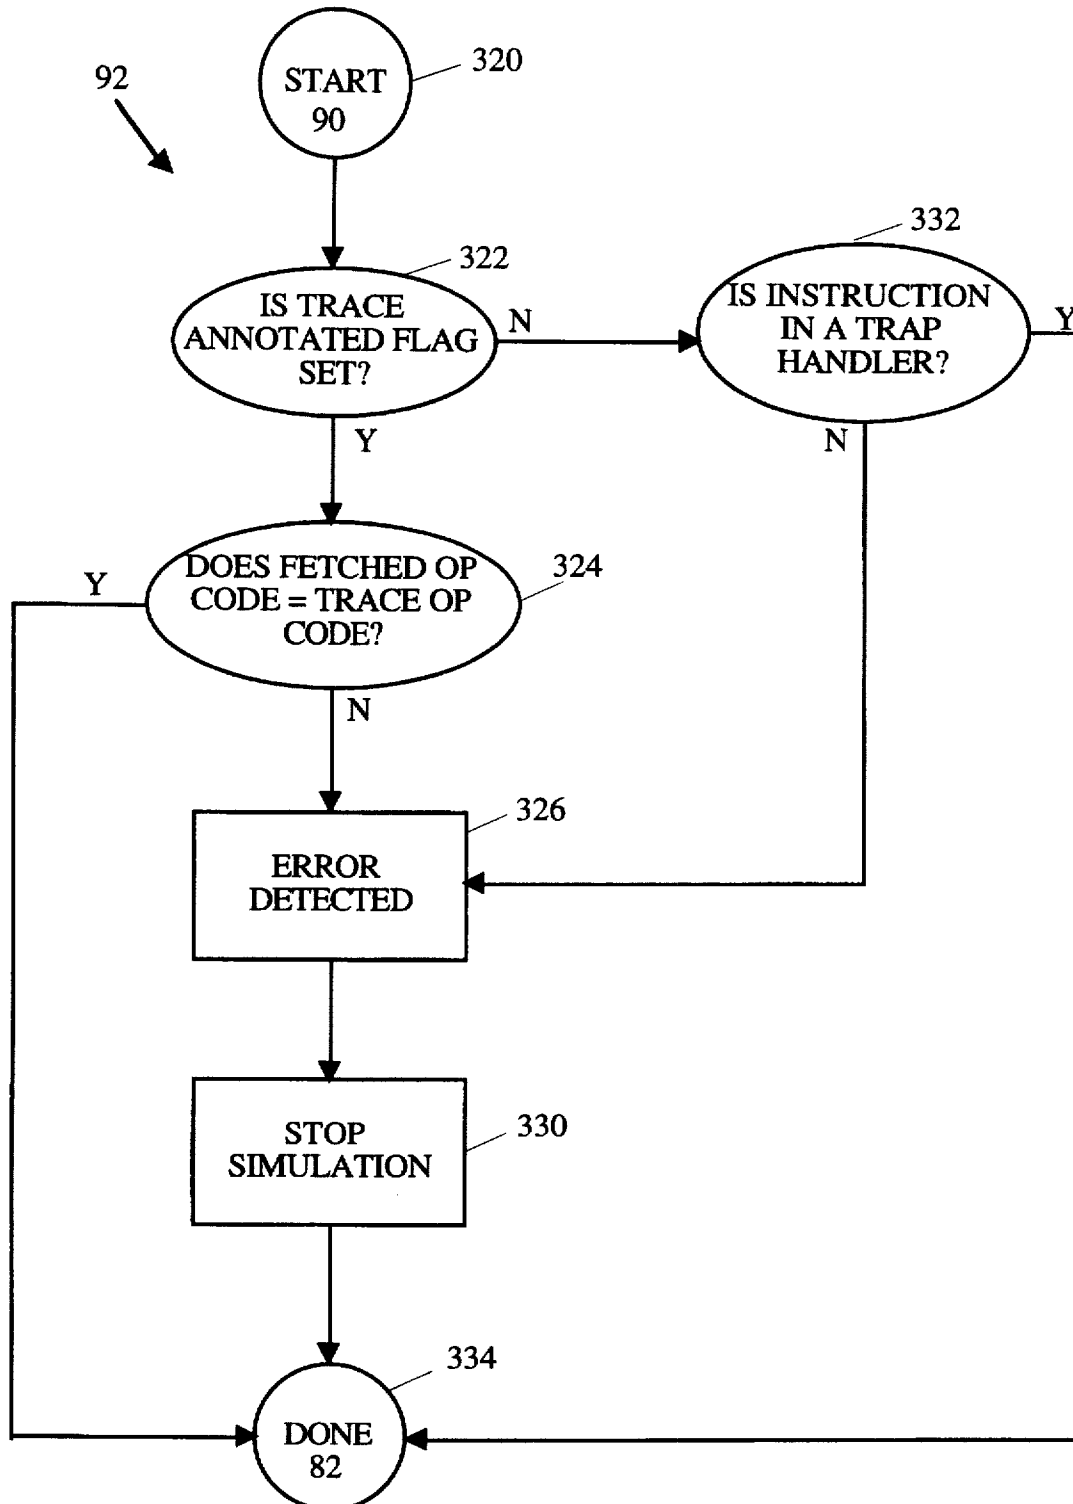 320
START
90
92
332
322
IS TRACE
ANNOTATED FLAG
SET?
N
IS INSTRUCTION
IN A TRAP
HANDLER?
Y
Y
N
DOES FETCHED OP
CODE = TRACE OP
CODE?
324
Y
N
326
ERROR
DETECTED
STOP
SIMULATION
330
334
DONE
82